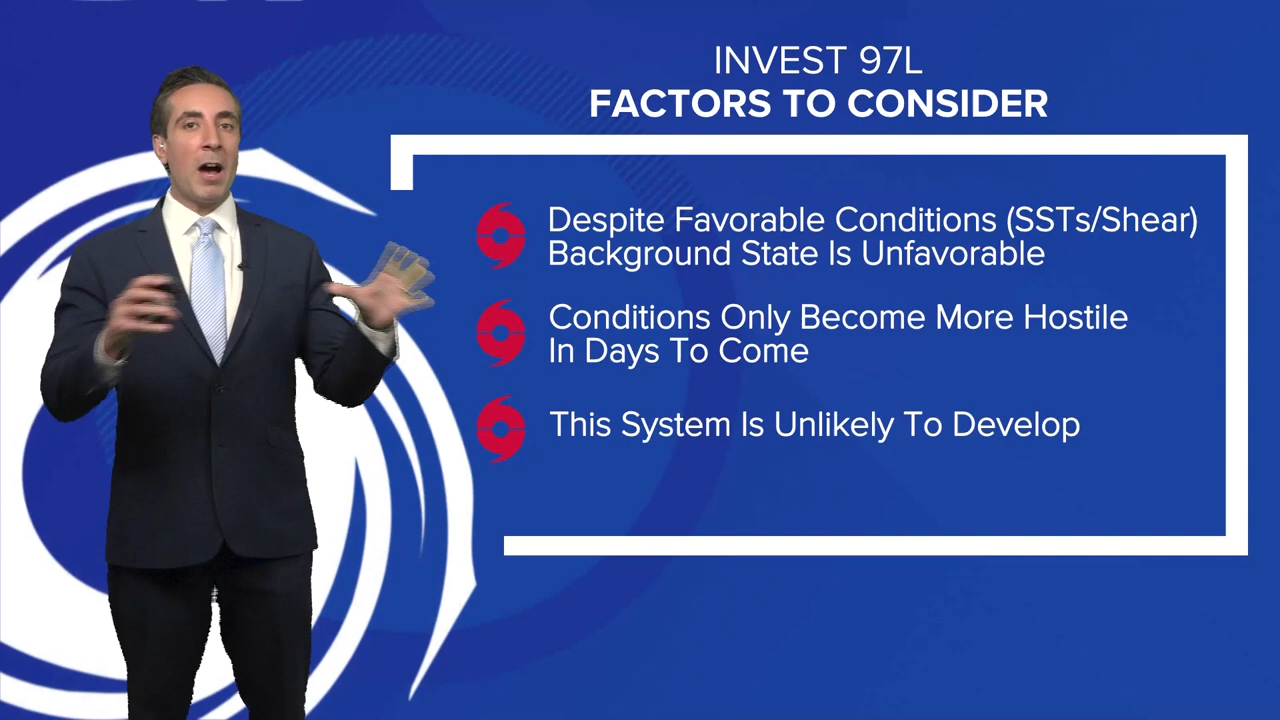 INVEST 97L
FACTORS TO CONSIDER
Despite Favorable Conditions (SSTs/Shear)
Background State Is Unfavorable
Conditions Only Become More Hostile
In Days To Come
This System Is Unlikely To Develop